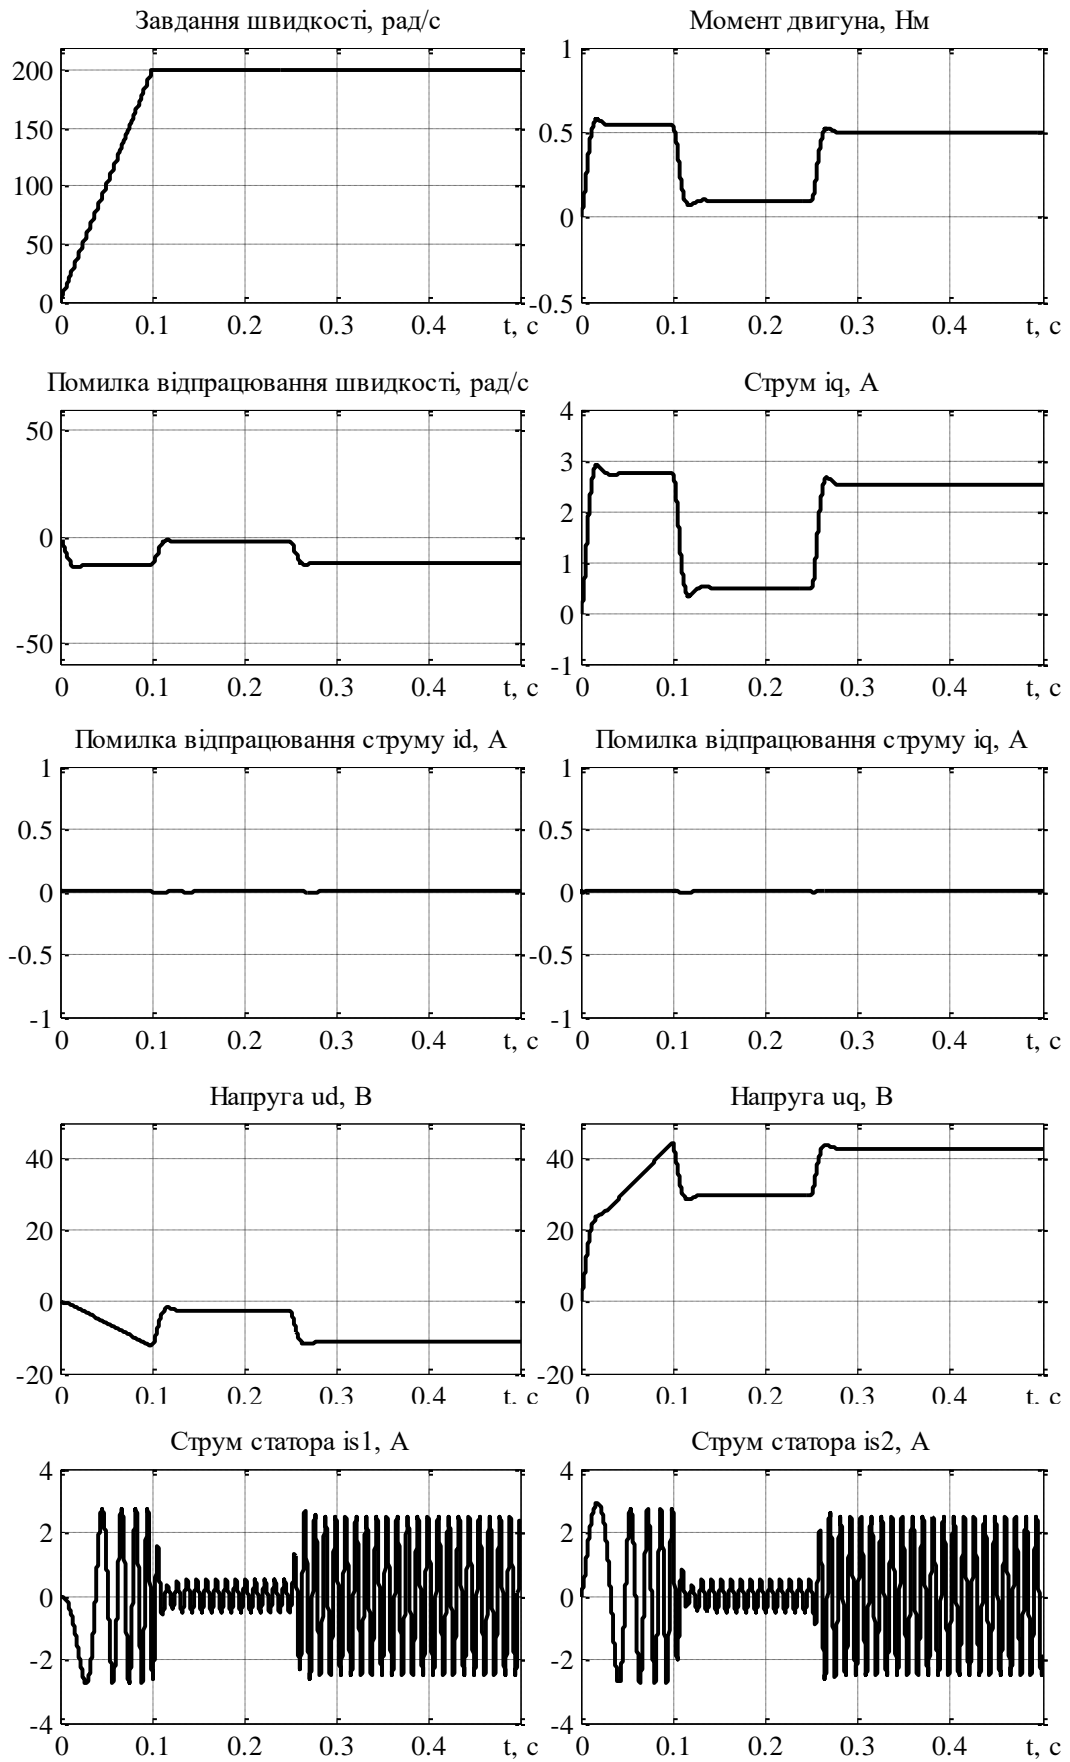 Завдання швидкості, рад/с
200
150
100
50
0
0 0.1 0.2 0.3 0.4 t, с
Момент двигуна, Нм
1
0.5
0
-0.5
0 0.1 0.2 0.3 0.4 t, с
Помилка відпрацювання швидкості, рад/с
50
0
-50
0 0.1 0.2 0.3 0.4 t, с
Струм iq, А
4
3
2
1
0
-1
0 0.1 0.2 0.3 0.4 t, с
Помилка відпрацювання струму id, А
1
0.5
0
-0.5
-1
0 0.1 0.2 0.3 0.4 t, с
Помилка відпрацювання струму iq, А
1
0.5
0
-0.5
-1
0 0.1 0.2 0.3 0.4 t, с
Напруга ud, В
40
20
0
-20
0 0.1 0.2 0.3 0.4 t, с
Напруга uq, В
40
20
0
-20
0 0.1 0.2 0.3 0.4 t, с
Струм статора is1, А
4
2
0
-2
-4
0 0.1 0.2 0.3 0.4 t, с
Струм статора is2, А
4
2
0
-2
-4
0 0.1 0.2 0.3 0.4 t, с